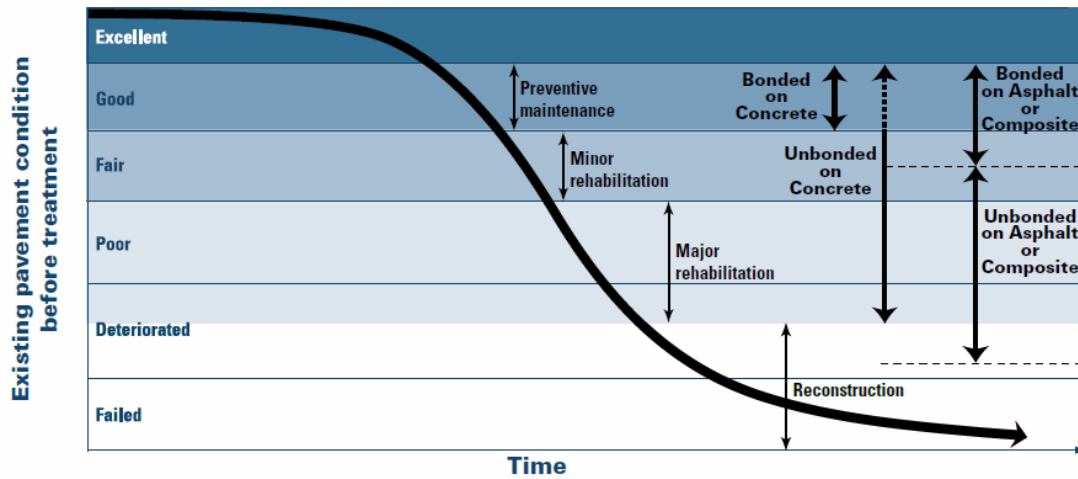 Existing pavement condition
before treatment
Excellent
Good
Fair
Poor
Deteriorated
Failed
Preventive
maintenance
Minor
rehabilitation
Major
rehabilitation
Reconstruction
Bonded
on
Concrete
Unbonded
on
Concrete
Bonded
on Asphalt
or
Composite
Unbonded
on Asphalt
or
Composite
Time